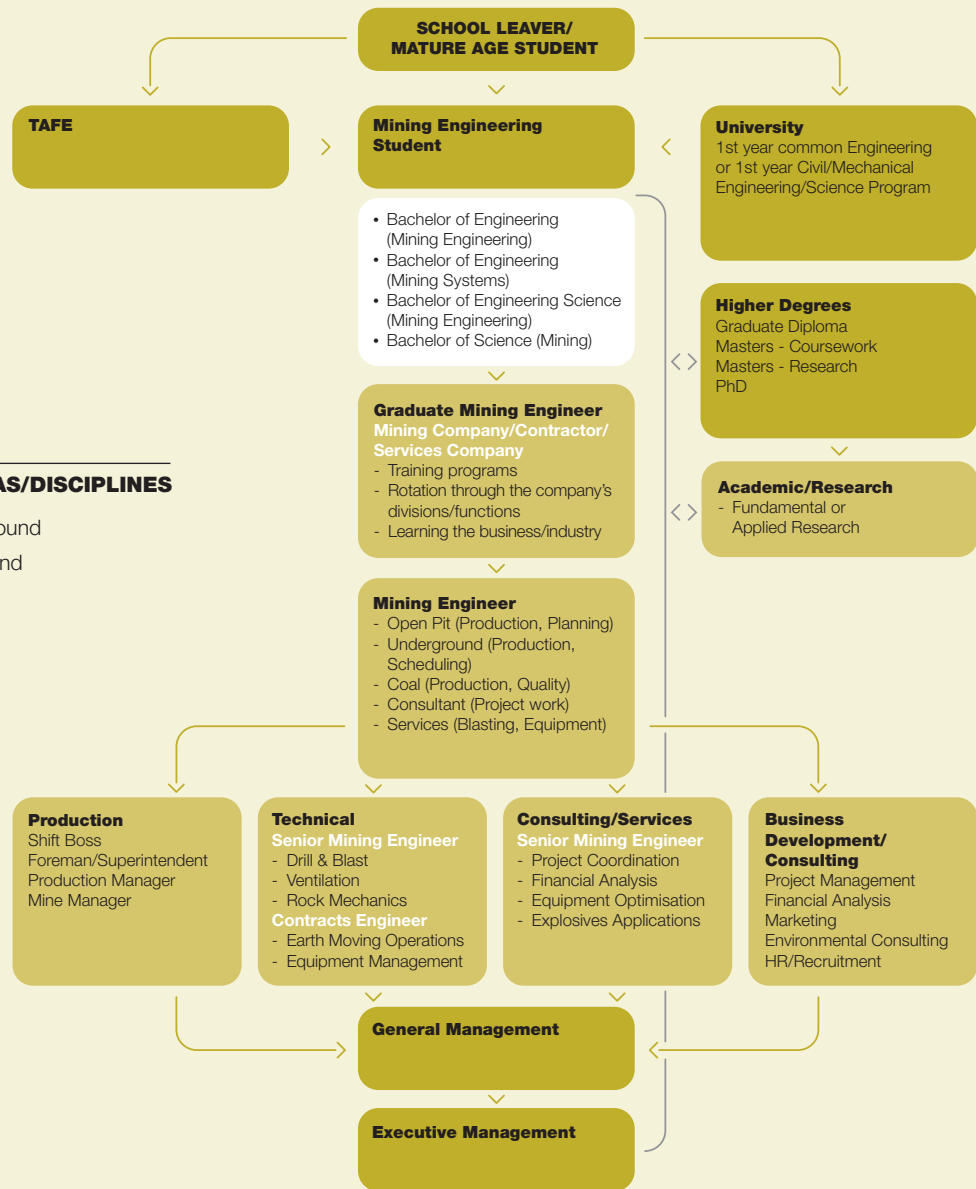 SCHOOL LEAVER/
MATURE AGE STUDENT
TAFE
Mining Engineering
Student
University
1st year common Engineering
or 1st year Civil/Mechanical
Engineering/Science Program
• Bachelor of Engineering
(Mining Engineering)
• Bachelor of Engineering
(Mining Systems)
• Bachelor of Engineering Science
(Mining Engineering)
• Bachelor of Science (Mining)
Higher Degrees
Graduate Diploma
Masters - Coursework
Masters - Research
PhD
Graduate Mining Engineer
Mining Company/Contractor/
Services Company
- Training programs
- Rotation through the company's
divisions/functions
- Learning the business/industry
AS/DISCIPLINES
ound
nd
Academic/Research
- Fundamental or
Applied Research
Mining Engineer
- Open Pit (Production, Planning)
- Underground (Production,
Scheduling)
- Coal (Production, Quality)
- Consultant (Project work)
- Services (Blasting, Equipment)
Production
Shift Boss
Foreman/Superintendent
Production Manager
Mine Manager
Technical
Senior Mining Engineer
- Drill & Blast
- Ventilation
- Rock Mechanics
Contracts Engineer
- Earth Moving Operations
- Equipment Management
Consulting/Services
Senior Mining Engineer
- Project Coordination
- Financial Analysis
- Equipment Optimisation
- Explosives Applications
Business
Development/
Consulting
Project Management
Financial Analysis
Marketing
Environmental Consulting
HR/Recruitment
General Management
Executive Management